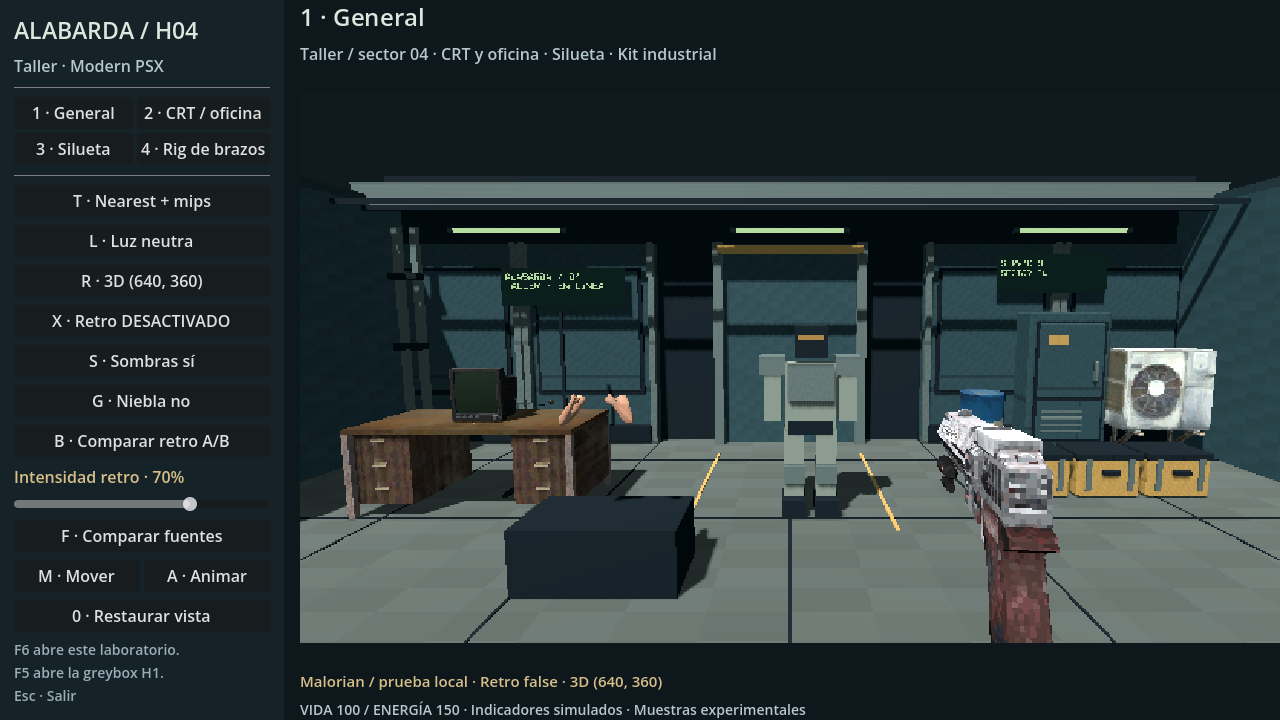 ALABARDA / H04
Taller · Modern PSX
1 · General
2 · CRT / oficina
3 · Silueta
4 · Rig de brazos
T · Nearest + mips
L · Luz neutra
R · 3D (640, 360)
X · Retro DESACTIVADO
S · Sombras sí
G · Niebla no
B · Comparar retro A/B
Intensidad retro · 70%
F · Comparar fuentes
M · Mover
A · Animar
0 · Restaurar vista
F6 abre este laboratorio.
F5 abre la greybox H1.
Esc · Salir
1 · General
Taller / sector 04 · CRT y oficina · Silueta · Kit industrial
Malorian / prueba local · Retro false · 3D (640, 360)
VIDA 100 / ENERGÍA 150 · Indicadores simulados · Muestras experimentales